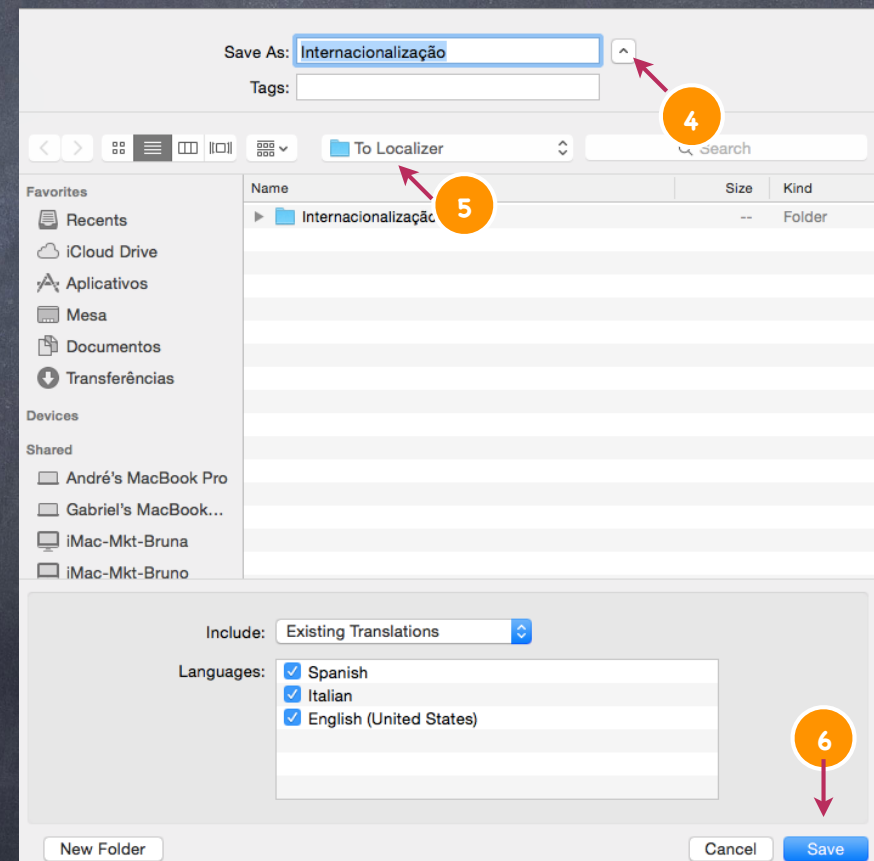 Save As: Internacionalização
4
Tags:
To Localizer
Search
5
Favorites
Name Size Kind
Recents
Internacionalização -- Folder
iCloud Drive
Aplicativos
Mesa
Documentos
Transferências
Devices
Shared
André's MacBook Pro
Gabriel's MacBook...
iMac-Mkt-Bruna
iMac-Mkt-Bruno
Include: Existing Translations
Languages: Spanish
Italian
English (United States)
6
New Folder Cancel Save